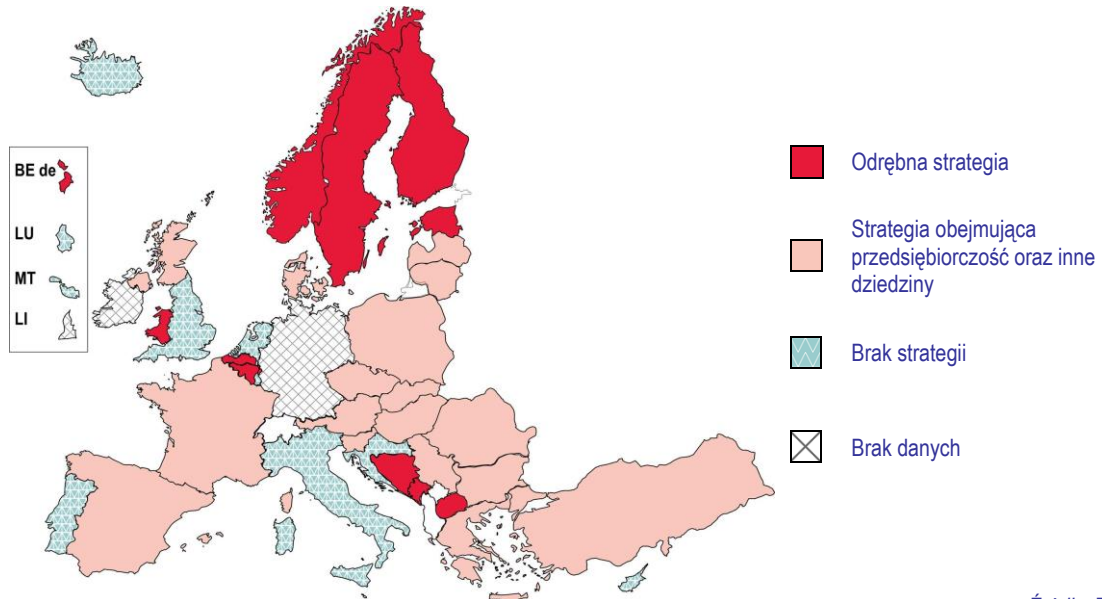 BE de
LU
MT
LI
Odrębna strategia
Strategia obejmująca
przedsiębiorczość oraz inne
dziedziny
Brak strategii
Brak danych